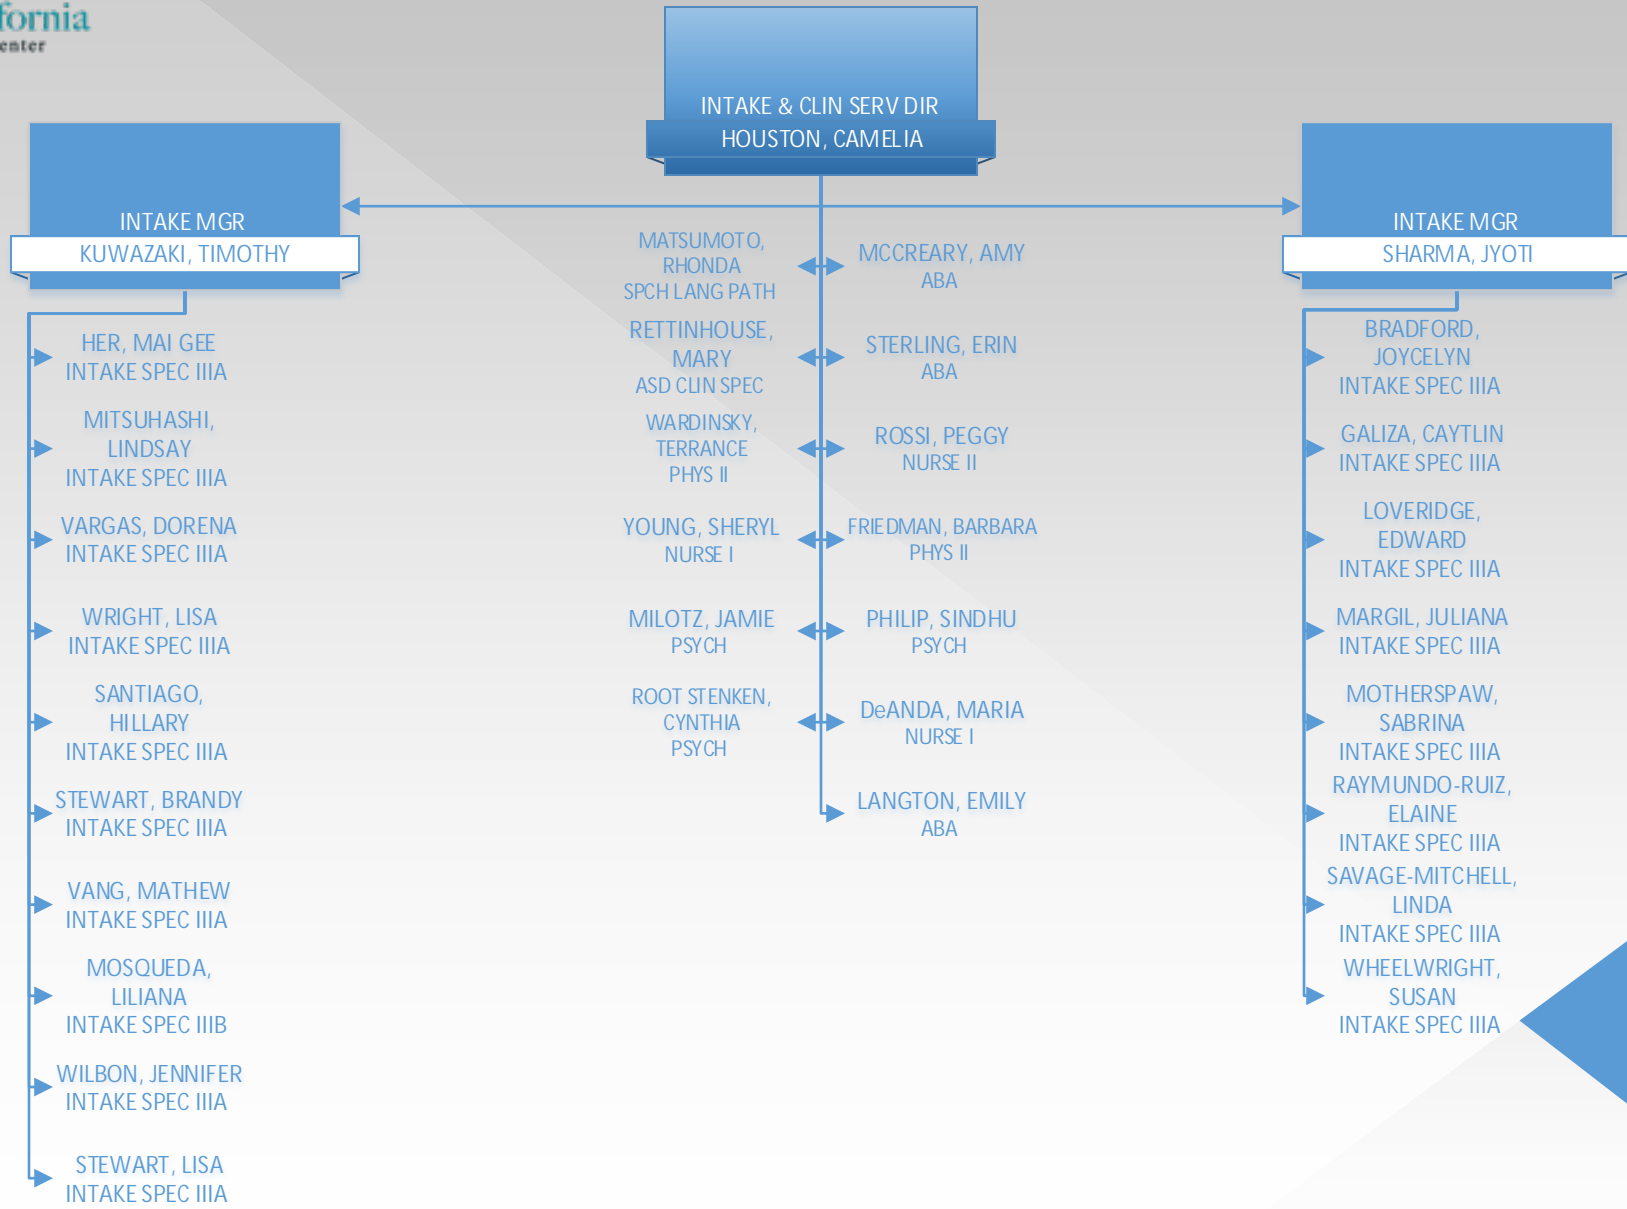 enter
INTAKE & CLIN SERV DIR
HOUSTON, CAMELIA
INTAKE MGR
KUWAZAKI, TIMOTHY
HER, MAI GEE
INTAKE SPEC IIIA
MITSUHASHI,
LINDSAY
INTAKE SPEC IIIA
VARGAS, DORENA
INTAKE SPEC IIIA
WRIGHT, LISA
INTAKE SPEC IIIA
SANTIAGO,
HILLARY
INTAKE SPEC IIIA
STEWART, BRANDY
INTAKE SPEC IIIA
VANG, MATHEW
INTAKE SPEC IIIA
MOSQUEDA,
LILIANA
INTAKE SPEC IIIB
WILBON, JENNIFER
INTAKE SPEC IIIA
STEWART, LISA
INTAKE SPEC IIIA
MATSUMOTO,
RHONDA
SPCH LANG PATH
RETTINHOUSE,
MARY
ASD CLIN SPEC
WARDINSKY,
TERRANCE
PHYS II
YOUNG, SHERYL
NURSE I
MILOTZ, JAMIE
PSYCH
ROOT STENKEN,
CYNTHIA
PSYCH
MCCREARY, AMY
ABA
STERLING, ERIN
ABA
ROSSI, PEGGY
NURSE II
FRIEDMAN, BARBARA
PHYS II
PHILIP, SINDHU
PSYCH
DeANDA, MARIA
NURSE I
LANGTON, EMILY
ABA
INTAKE MGR
SHARMA, JYOTI
BRADFORD,
JOYCELYN
INTAKE SPEC IIIA
GALIZA, CAYTLIN
INTAKE SPEC IIIA
LOVERIDGE,
EDWARD
INTAKE SPEC IIIA
MARGIL, JULIANA
INTAKE SPEC IIIA
MOTHERSPAW,
SABRINA
INTAKE SPEC IIIA
RAYMUNDO-RUIZ,
ELAINE
INTAKE SPEC IIIA
SAVAGE-MITCHELL,
LINDA
INTAKE SPEC IIIA
WHEELWRIGHT,
SUSAN
INTAKE SPEC IIIA